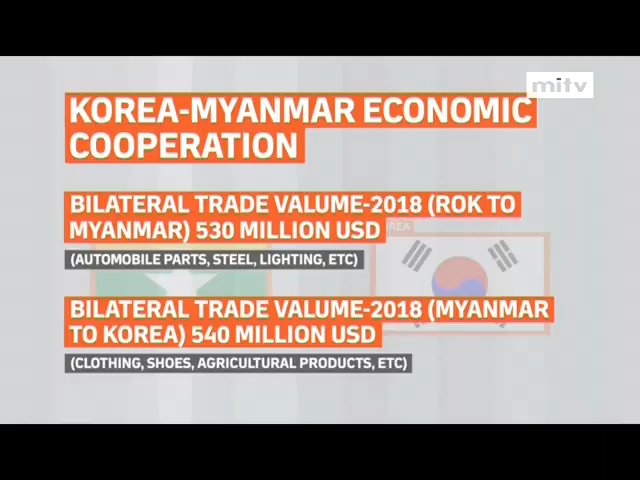 mitv
KOREA-MYANMAR ECONOMIC
COOPERATION
BILATERAL TRADE VALUME-2018 (ROK TO
MYANMAR) 530 MILLION USD
REA
(AUTOMOBILE PARTS, STEEL, LIGHTING, ETC)
BILATERAL TRADE VALUME-2018 (MYANMAR
TO KOREA) 540 MILLION USD
(CLOTHING, SHOES, AGRICULTURAL PRODUCTS, ETC)